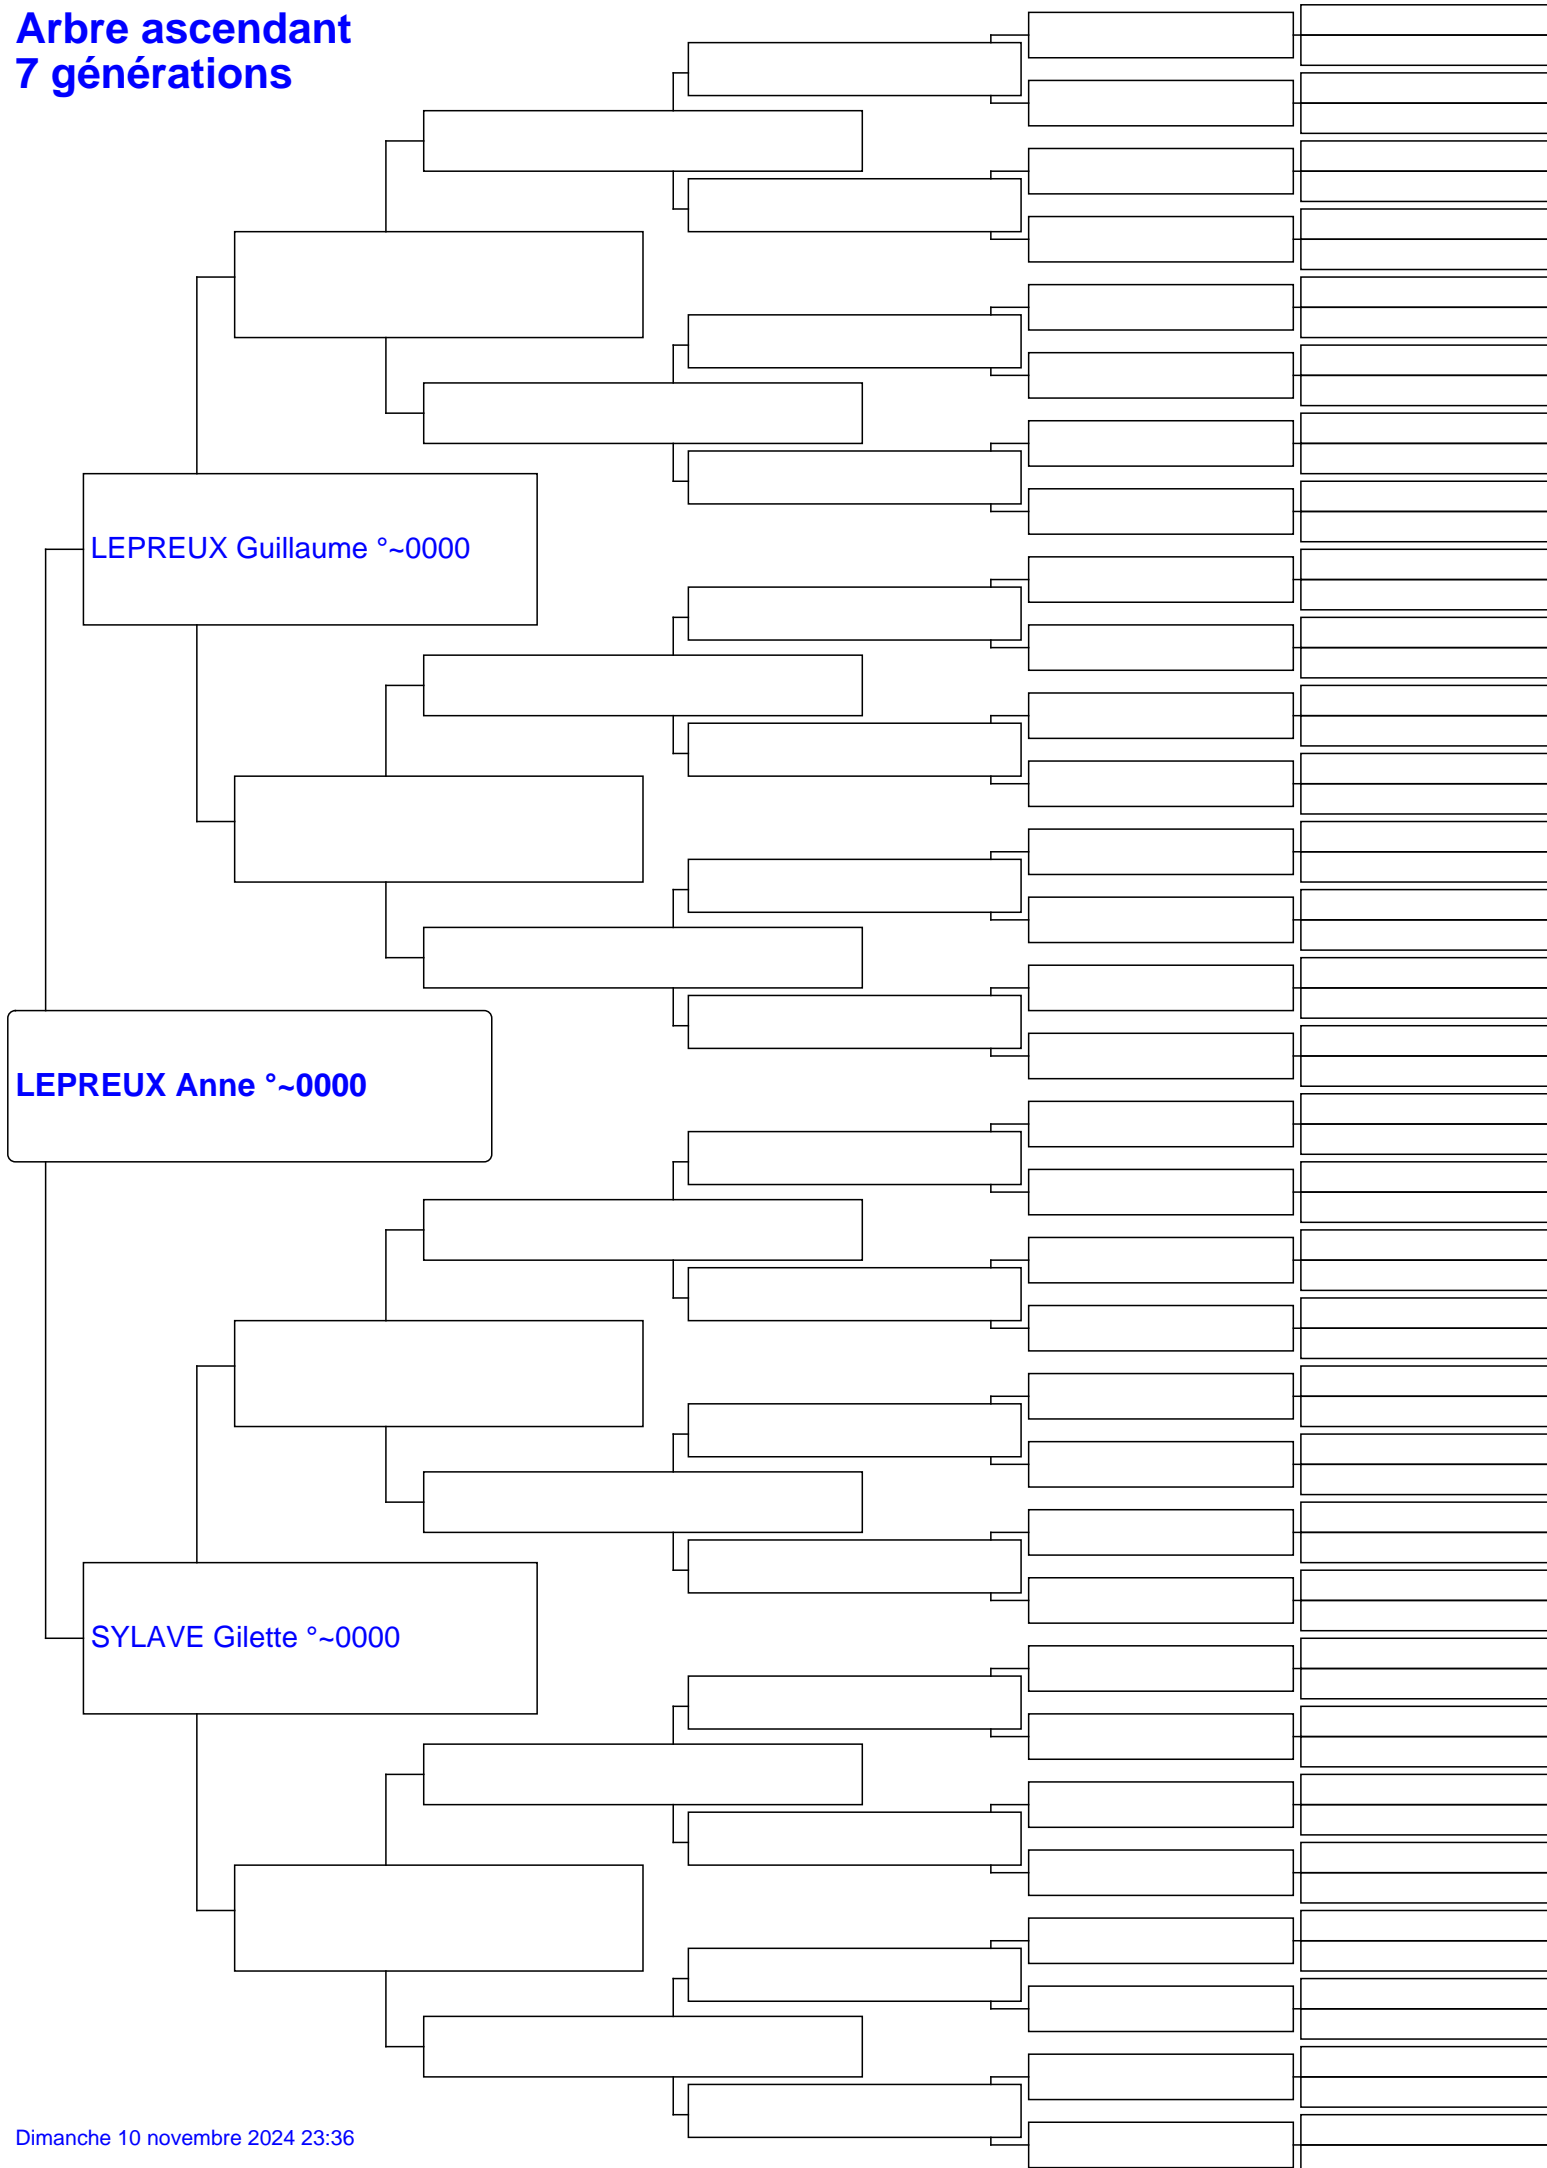 Arbre ascendant
7 générations
LEPREUX Guillaume °~0000
LEPREUX Anne °~0000
SYLAVE Gilette °~0000
Dimanche 10 novembre 2024 23:36